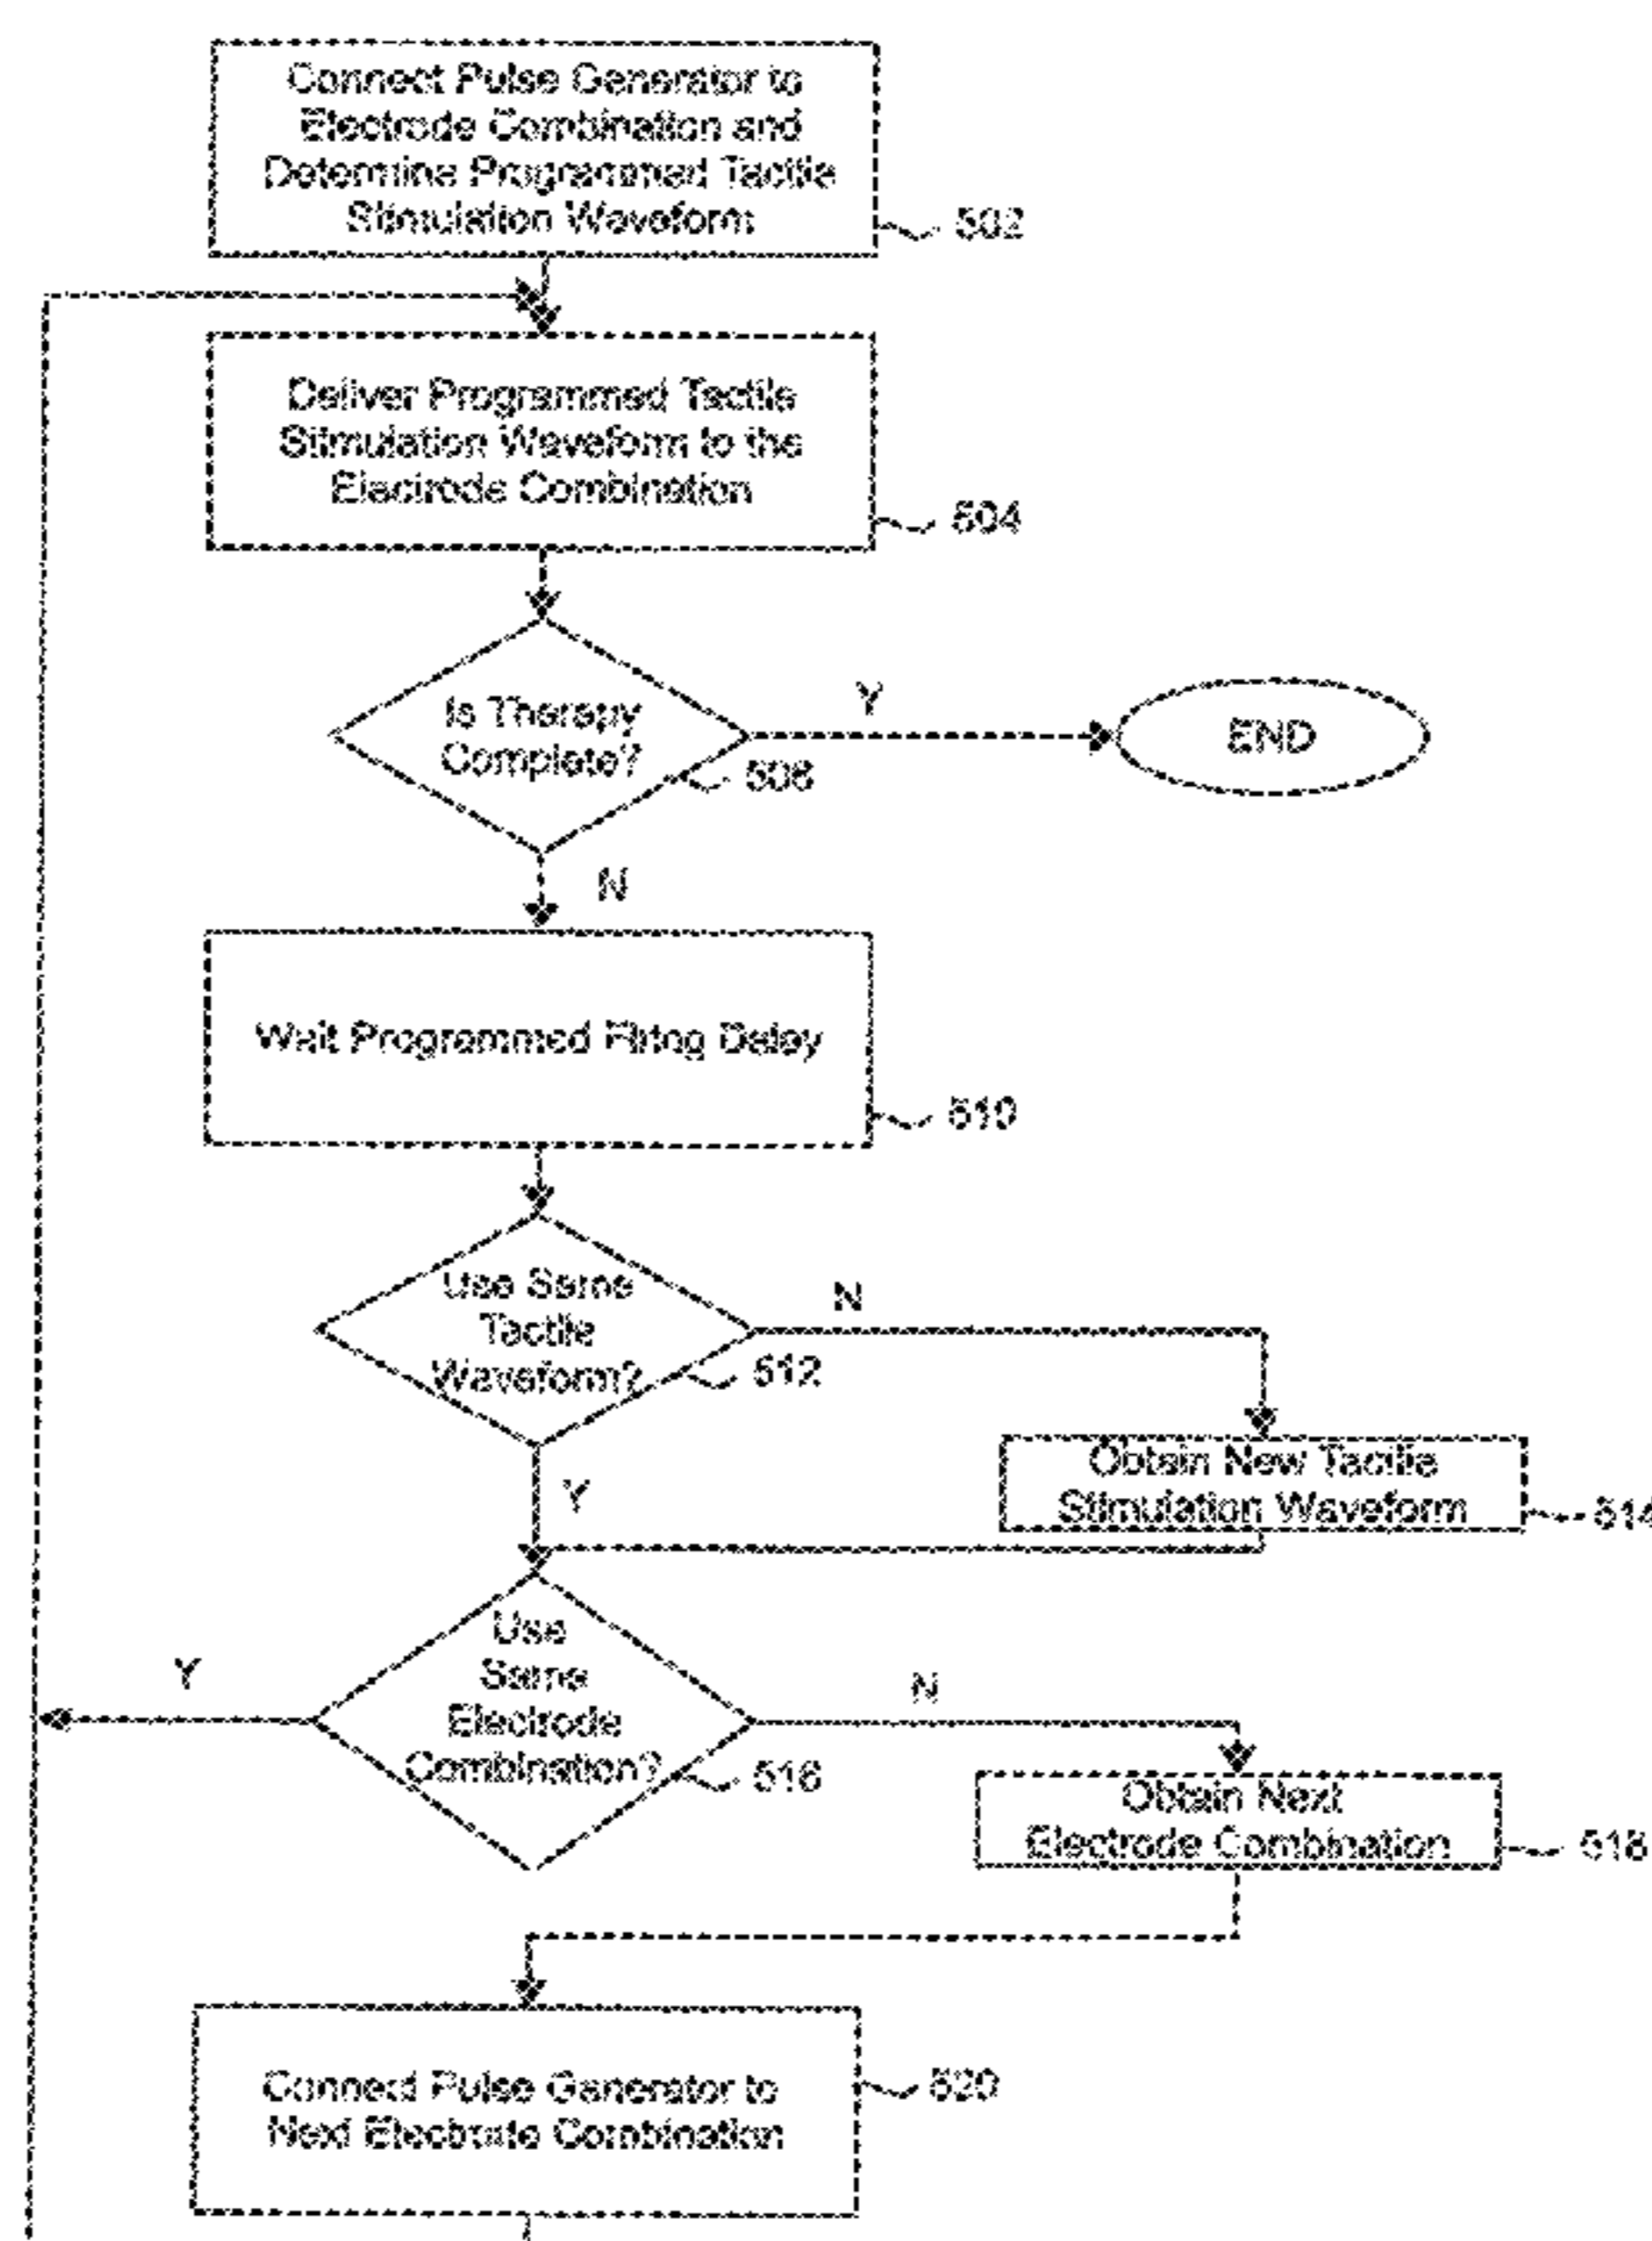 Connect Pulse Generator to
Electrode Combination and
Determine Programmed Tactile
Stimulation Waveform
502
Deliver Programmed Tactile
Stimulation Waveform to the
Electrode Combination
504
Is Therapy
Complete?
Y
END
506
N
Wait Programmed Firing Delay
510
Use Same
Tactile
Waveform?
N
512
Obtain New Tactile
Stimulation Waveform
Y
514
Use
Same
Electrode
Combination?
Y
N
516
Obtain Next
Electrode Combination
518
Connect Pulse Generator to
Next Electrode Combination
520